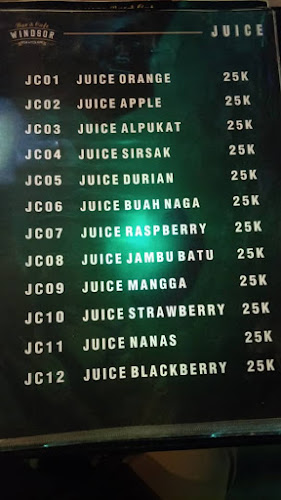 Bar & Cafe
WINDSOR
JUICE
JC01 JUICE ORANGE 25K
JC02 JUICE APPLE 25K
JC03 JUICE ALPUKAT 25K
JC04 JUICE SIRSAK 25K
JC05 JUICE DURIAN 25K
JC06 JUICE BUAH NAGA 25K
JC07 JUICE RASPBERRY 25K
JC08 JUICE JAMBU BATU 25K
JC09 JUICE MANGGA 25K
JC10 JUICE STRAWBERRY 25K
JC11 JUICE NANAS 25K
JC12 JUICE BLACKBERRY 25K